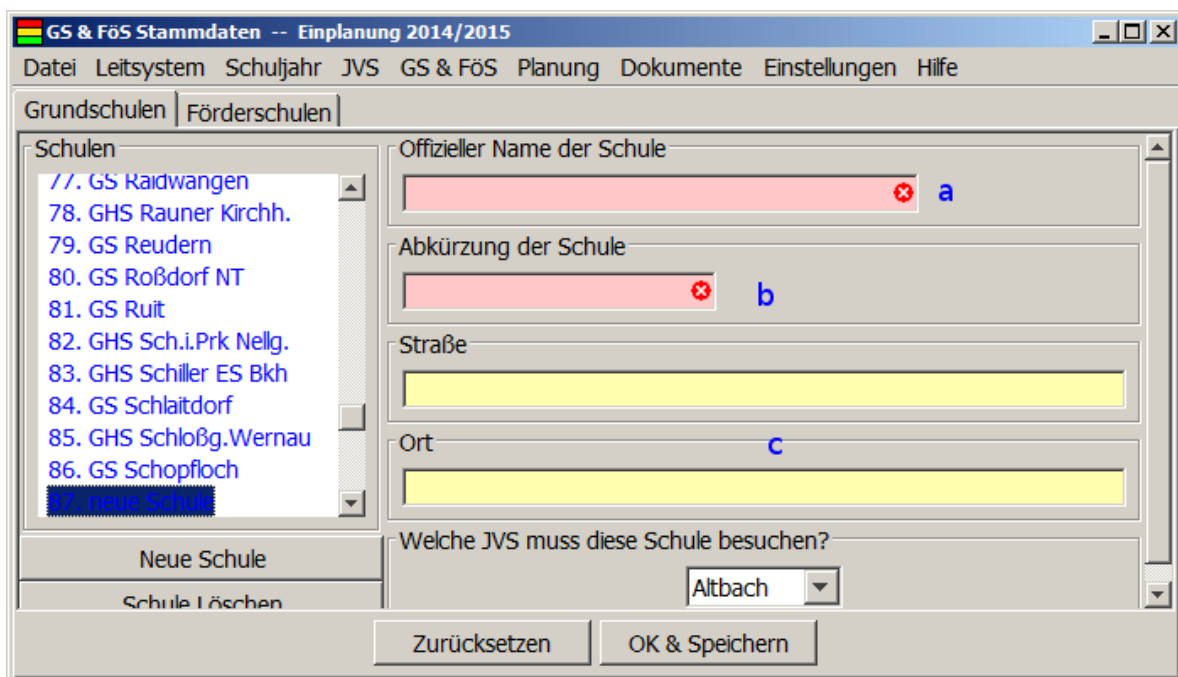 GS & FöS Stammdaten -- Einplanung 2014/2015
Datei Leitsystem Schuljahr JVS GS & FöS Planung Dokumente Einstellungen Hilfe
Grundschulen Förderschulen
Schulen
77. GS Raidwangen
78. GHS Rauner Kirchh.
79. GS Reudern
80. GS Roßdorf NT
81. GS Ruit
82. GHS Sch.i.Prk Nellg.
83. GHS Schiller ES Bkh
84. GS Schlaitdorf
85. GHS Schloßg.Wernau
86. GS Schopfloch
87. neue Schule
Neue Schule
Schule Löschen
Offizieller Name der Schule
a
Abkürzung der Schule
b
Straße
Ort
c
Welche JVS muss diese Schule besuchen?
Altbach
Zurücksetzen
OK & Speichern